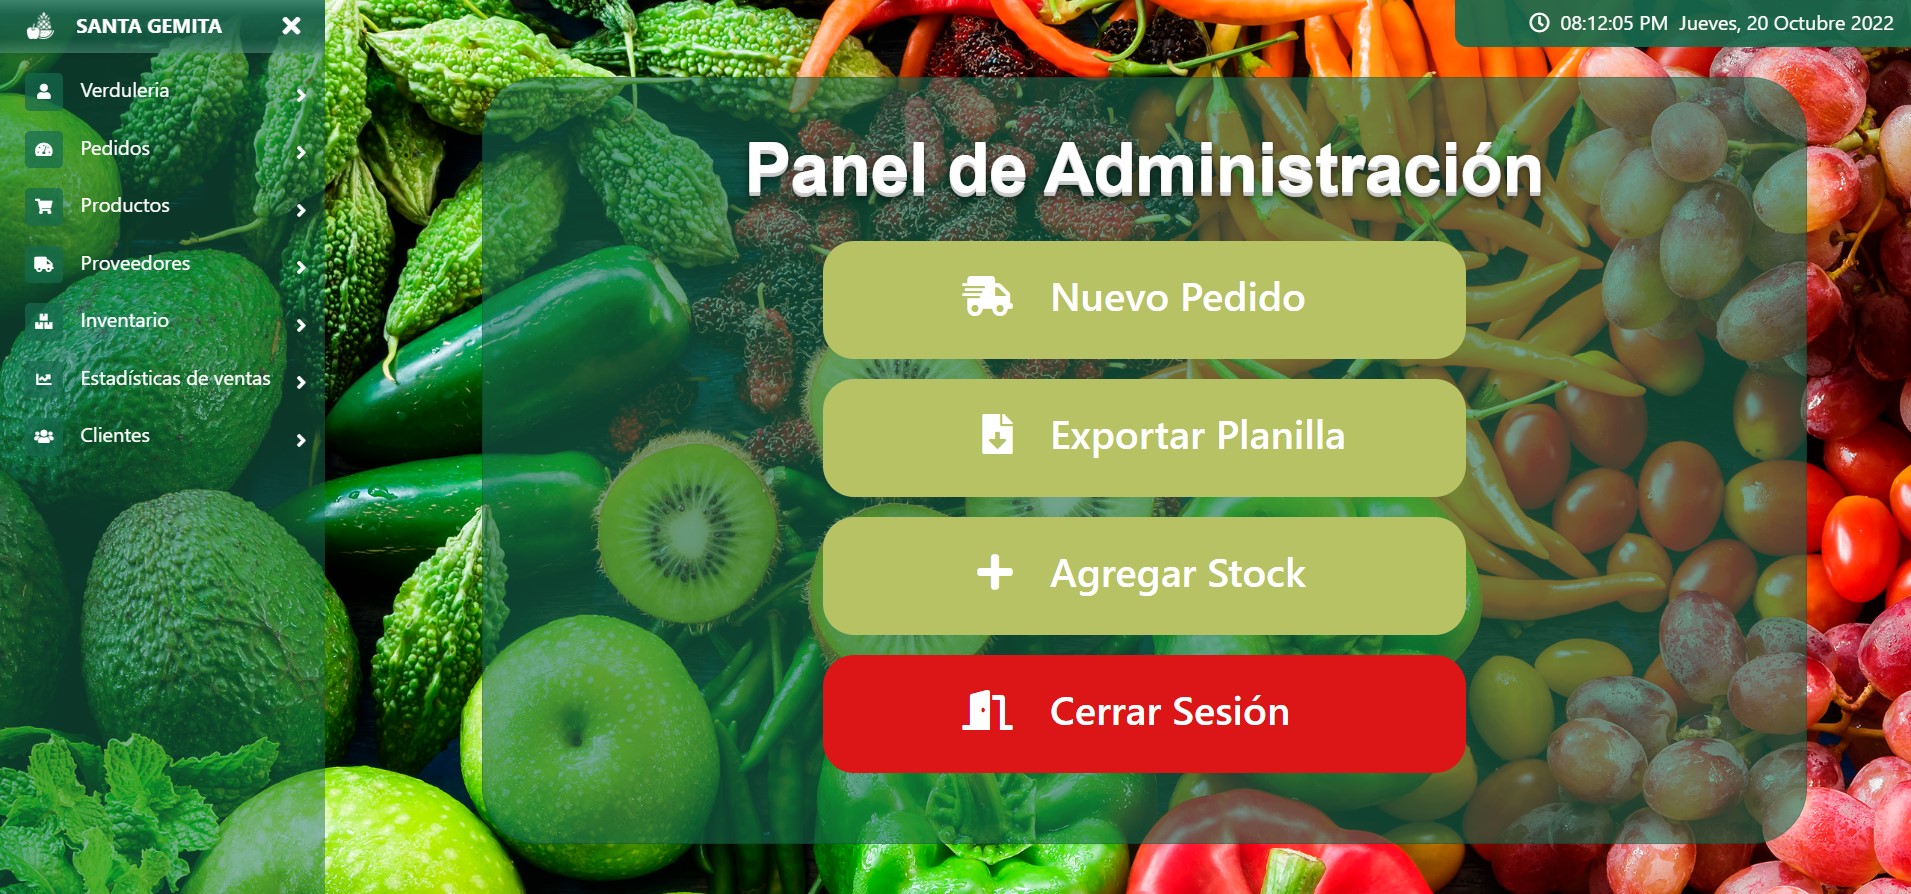 SANTA GEMITA
08:12:05 PM Jueves, 20 Octubre 2022
Verduleria
Pedidos
Productos
Proveedores
Inventario
Estadísticas de ventas
Clientes
Panel de Administración
Nuevo Pedido
Exportar Planilla
Agregar Stock
Cerrar Sesión